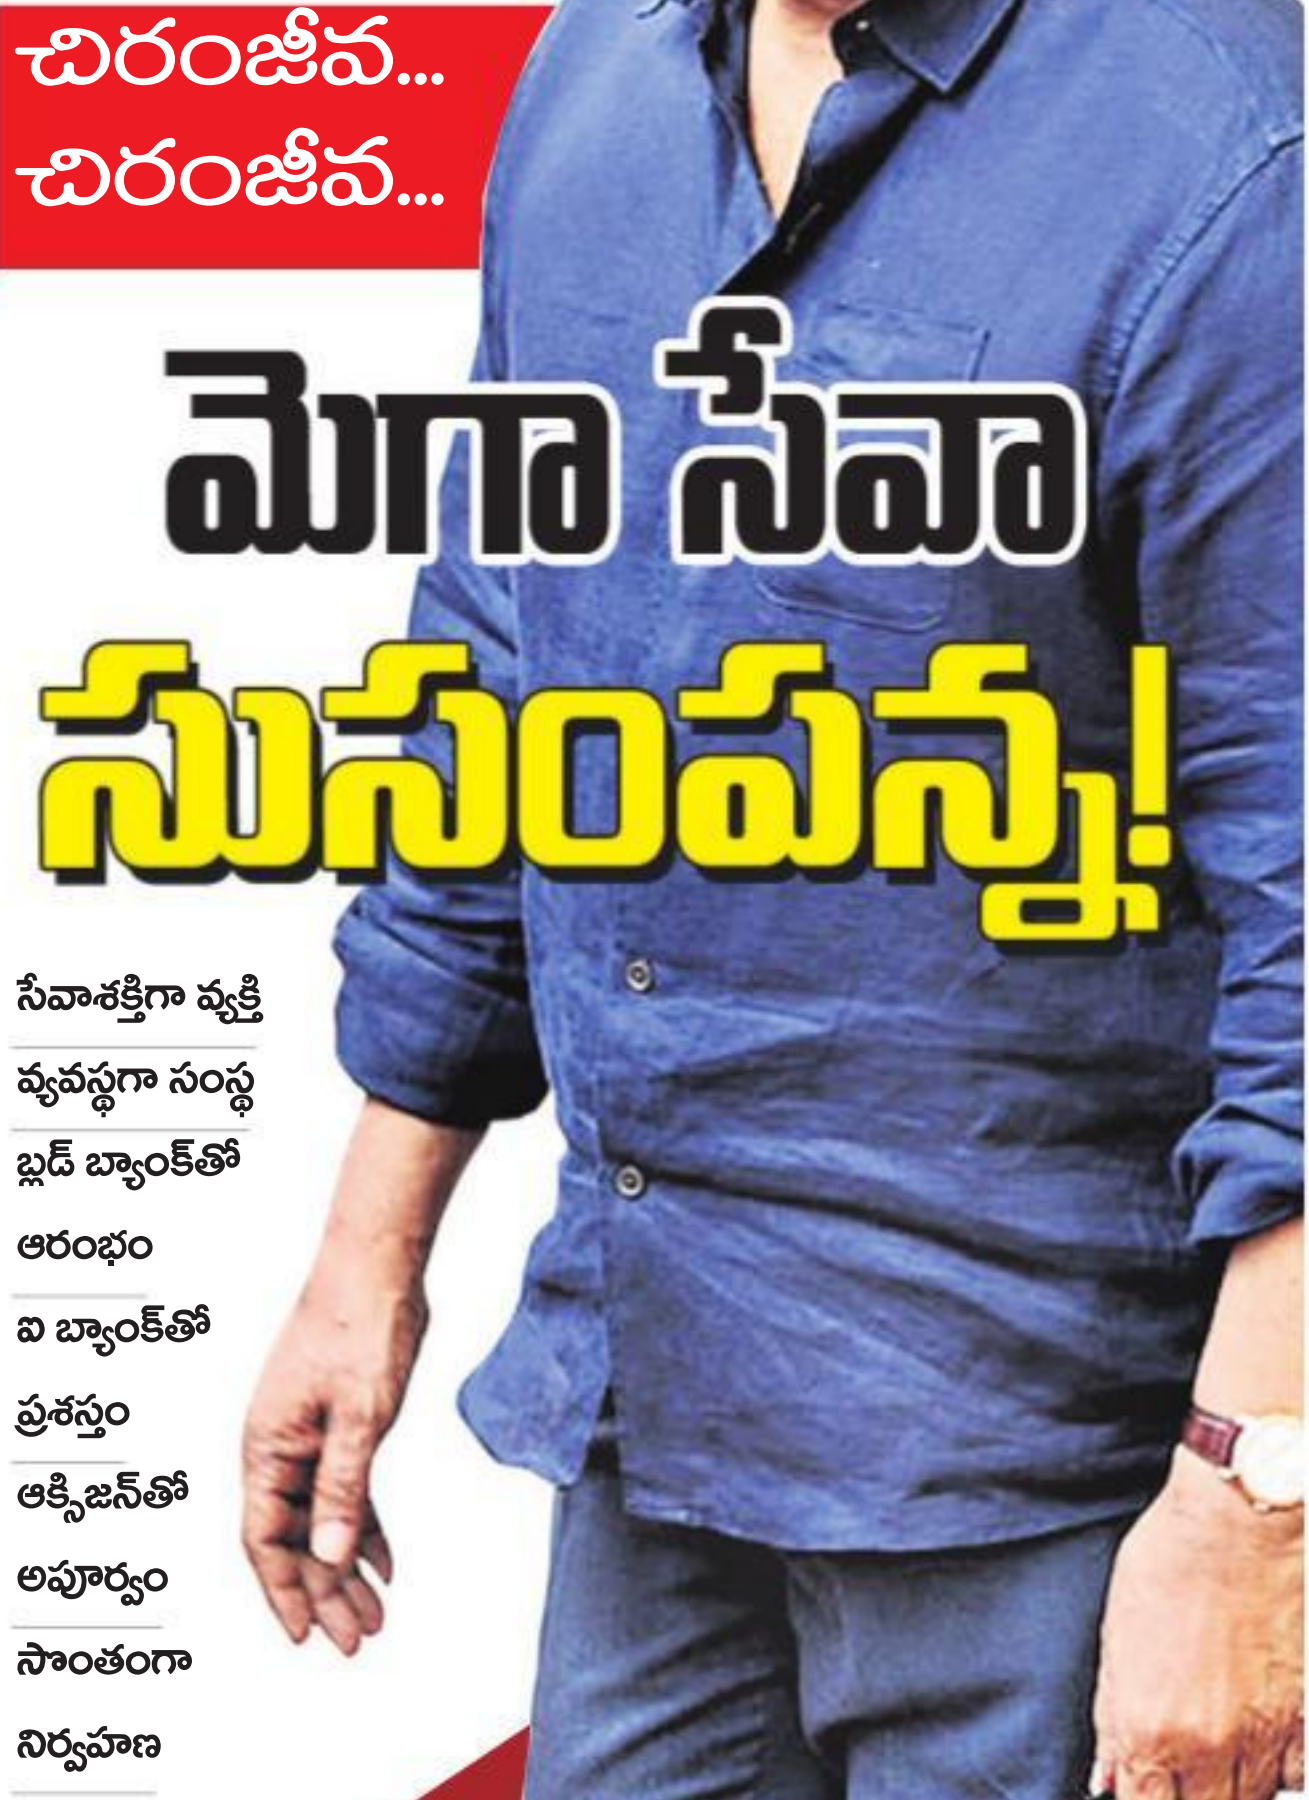 చిరంజీవ...
చిరంజీవ...
మెగా సేవా
సుసంపన్న!
సేవాశక్తిగా వ్యక్తి
వ్యవస్థగా సంస్థ
బ్లడ్ బ్యాంక్‌తో
ఆరంభం
ఐ బ్యాంక్‌తో
ప్రశస్తం
ఆక్సిజన్‌తో
అపూర్వం
సొంతంగా
నిర్వహణ